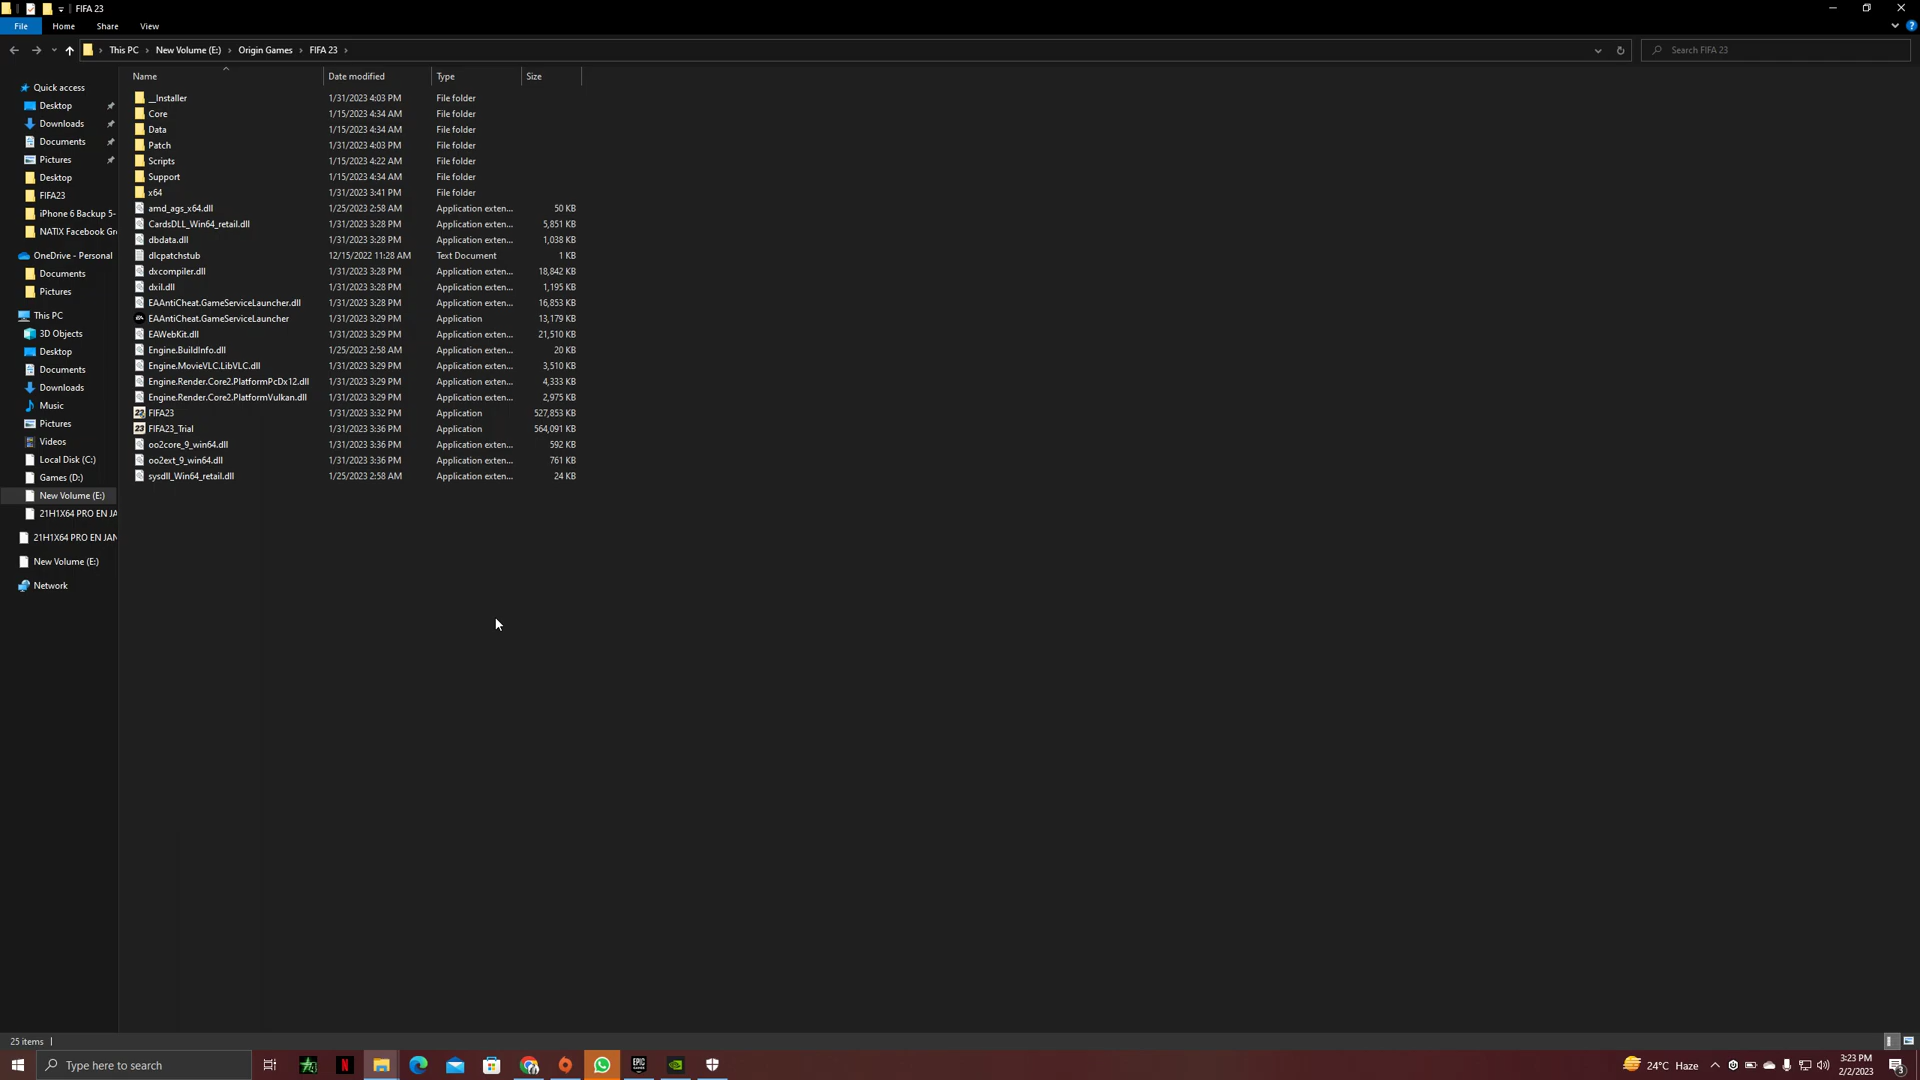 FIFA 23
File Home Share View
This PC New Volume (E:) Origin Games FIFA 23 Search FIFA 23
Name Date modified Type Size
Quick access
Desktop
Downloads
Documents
Pictures
Desktop
FIFA23
iPhone 6 Backup 5-
NATIX Facebook Gr
OneDrive - Personal
Documents
Pictures
This PC
3D Objects
Desktop
Documents
Downloads
Music
Pictures
Videos
Local Disk (C:)
Games (D:)
New Volume (E:)
21H1X64 PRO EN JA
21H1X64 PRO EN JAN
New Volume (E:)
Network
__Installer 1/31/2023 4:03 PM File folder
Core 1/15/2023 4:34 AM File folder
Data 1/15/2023 4:34 AM File folder
Patch 1/31/2023 4:03 PM File folder
Scripts 1/15/2023 4:22 AM File folder
Support 1/15/2023 4:34 AM File folder
x64 1/31/2023 3:41 PM File folder
amd_ags_x64.dll 1/25/2023 2:58 AM Application exten... 50 KB
CardsDLL_Win64_retail.dll 1/31/2023 3:28 PM Application exten... 5,851 KB
dbdata.dll 1/31/2023 3:28 PM Application exten... 1,038 KB
dlcpatchstub 12/15/2022 11:28 AM Text Document 1 KB
dxcompiler.dll 1/31/2023 3:28 PM Application exten... 18,842 KB
dxil.dll 1/31/2023 3:28 PM Application exten... 1,195 KB
EAAntiCheat.GameServiceLauncher.dll 1/31/2023 3:28 PM Application exten... 16,853 KB
EAAntiCheat.GameServiceLauncher 1/31/2023 3:29 PM Application 13,179 KB
EAWebKit.dll 1/31/2023 3:29 PM Application exten... 21,510 KB
Engine.BuildInfo.dll 1/25/2023 2:58 AM Application exten... 20 KB
Engine.MovieVLC.LibVLC.dll 1/31/2023 3:29 PM Application exten... 3,510 KB
Engine.Render.Core2.PlatformPcDx12.dll 1/31/2023 3:29 PM Application exten... 4,333 KB
Engine.Render.Core2.PlatformVulkan.dll 1/31/2023 3:29 PM Application exten... 2,975 KB
FIFA23 1/31/2023 3:32 PM Application 527,853 KB
FIFA23_Trial 1/31/2023 3:36 PM Application 564,091 KB
oo2core_9_win64.dll 1/31/2023 3:36 PM Application exten... 592 KB
oo2ext_9_win64.dll 1/31/2023 3:36 PM Application exten... 761 KB
sysdll_Win64_retail.dll 1/25/2023 2:58 AM Application exten... 24 KB
25 items
Type here to search
24°C Haze
3:23 PM
2/2/2023